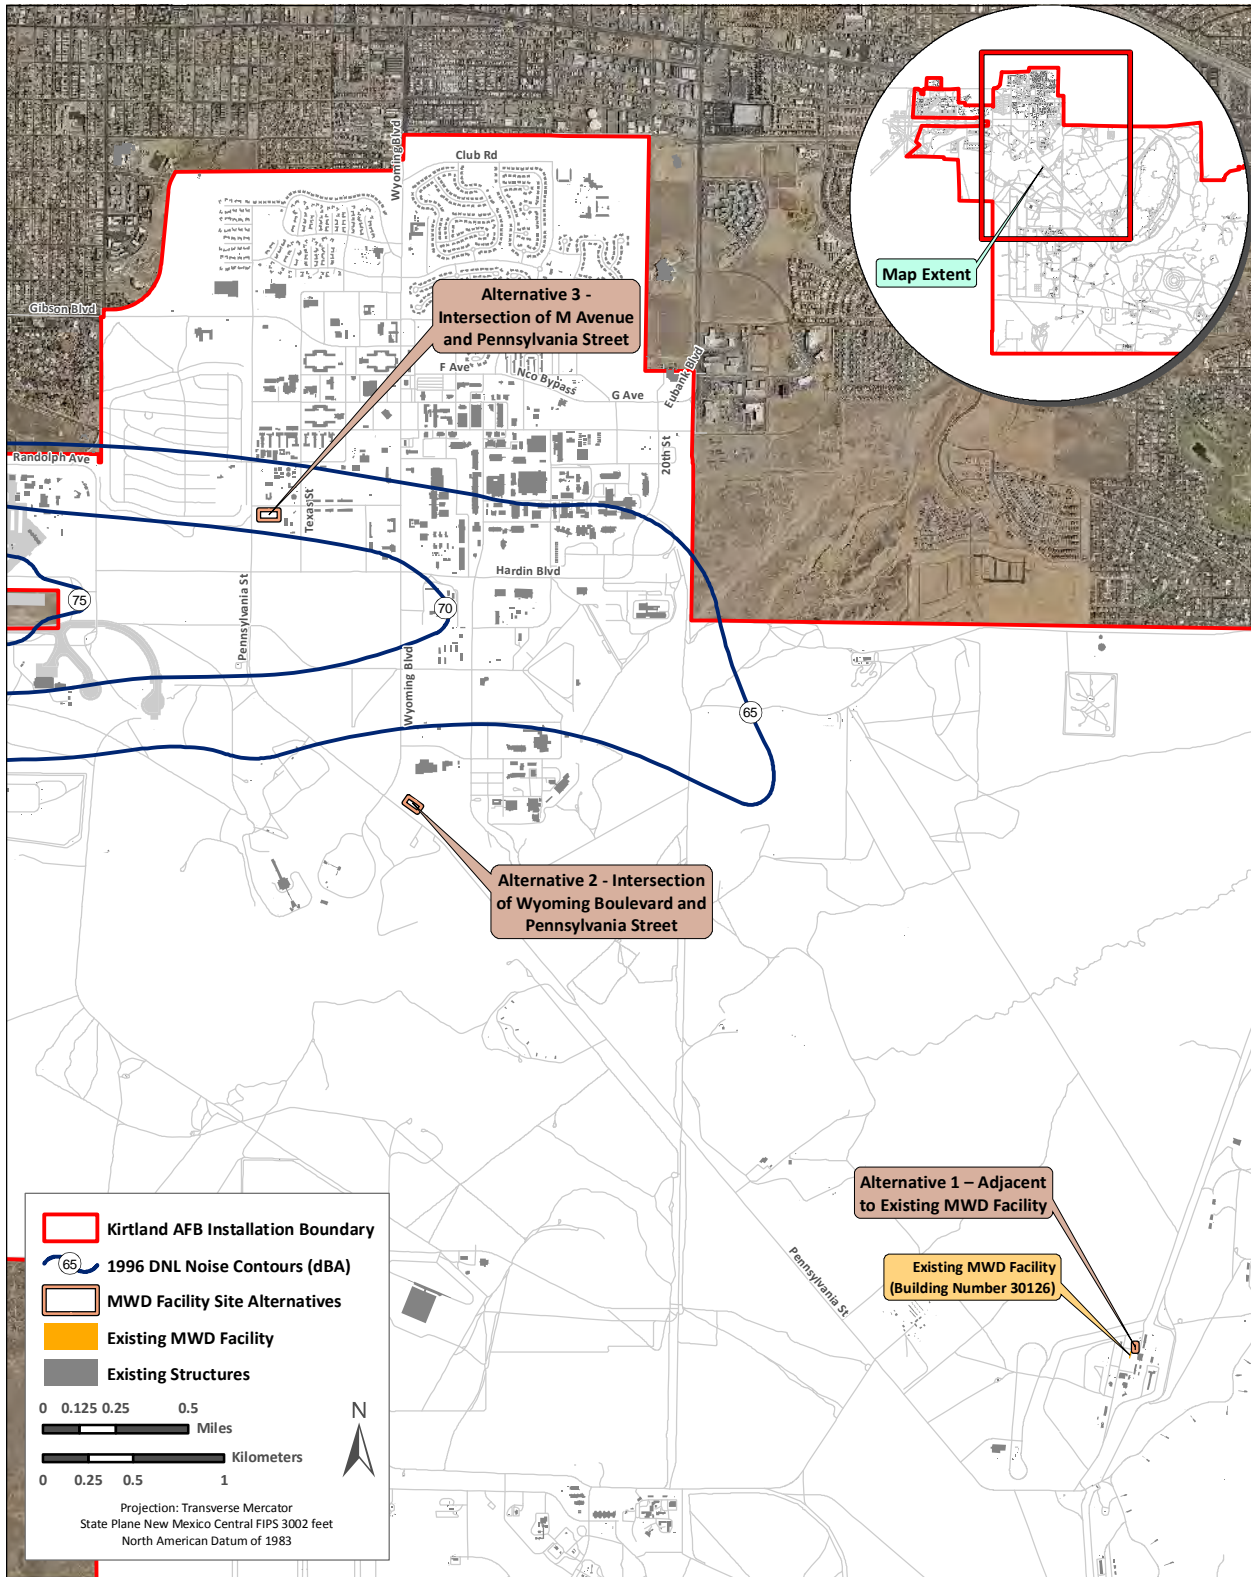 Wyoming Blvd
Club Rd
Map Extent
Gibson Blvd
Alternative 3 -
Intersection of M Avenue
and Pennsylvania Street
F Ave
Nco Bypass
G Ave
Eubank Blvd
Randolph Ave
Texas St
20th St
Hardin Blvd
75
70
Pennsylvania St
Wyoming Blvd
65
Alternative 2 - Intersection
of Wyoming Boulevard and
Pennsylvania Street
Alternative 1 – Adjacent
to Existing MWD Facility
Pennsylvania St
Existing MWD Facility
(Building Number 30126)
Kirtland AFB Installation Boundary
65
1996 DNL Noise Contours (dBA)
MWD Facility Site Alternatives
Existing MWD Facility
Existing Structures
0 0.125 0.25 0.5
Miles
Kilometers
0 0.25 0.5 1
N
Projection: Transverse Mercator
State Plane New Mexico Central FIPS 3002 feet
North American Datum of 1983